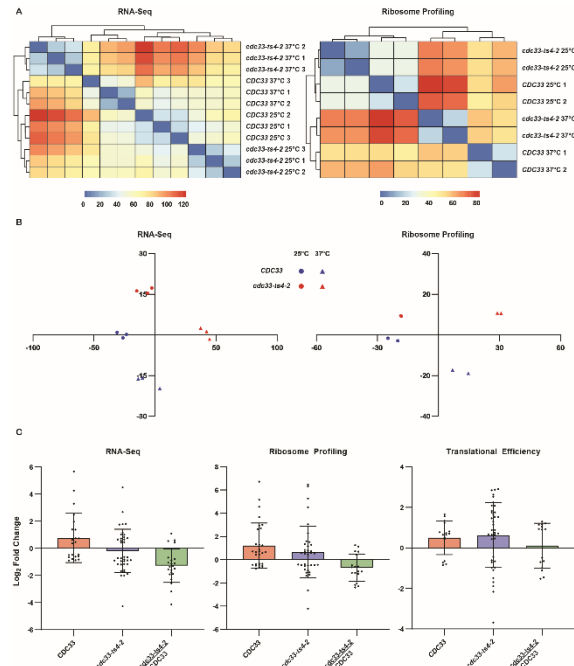 A
RNA-Seq
Ribosome Profiling
cdc33-ts4-2 37°C 2
cdc33-ts4-2 37°C 1
cdc33-ts4-2 37°C 3
CDC33 37°C 3
CDC33 37°C 1
CDC33 37°C 2
CDC33 25°C 2
CDC33 25°C 1
CDC33 25°C 3
cdc33-ts4-2 25°C 3
cdc33-ts4-2 25°C 1
cdc33-ts4-2 25°C 2
cdc33-ts4-2 25°C
cdc33-ts4-2 25°C
CDC33 25°C 1
CDC33 25°C 2
cdc33-ts4-2 37°C
cdc33-ts4-2 37°C
CDC33 37°C 1
CDC33 37°C 2
0 20 40 60 80 100 120
0 20 40 60 80
B
RNA-Seq
Ribosome Profiling
25°C 37°C
CDC33
cdc33-ts4-2
30
15
-15
-30
-100 -50 50 100
40
20
-20
-40
-60 -30 30 60
C
RNA-Seq
Ribosome Profiling
Translational Efficiency
Log2 Fold Change
6
4
2
0
-2
-4
-6
8
6
4
2
0
-2
-4
-6
4
2
0
-2
-4
CDC33
cdc33-ts4-2
cdc33-ts4-2
CDC33
CDC33
cdc33-ts4-2
cdc33-ts4-2
CDC33
CDC33
cdc33-ts4-2
cdc33-ts4-2
CDC33